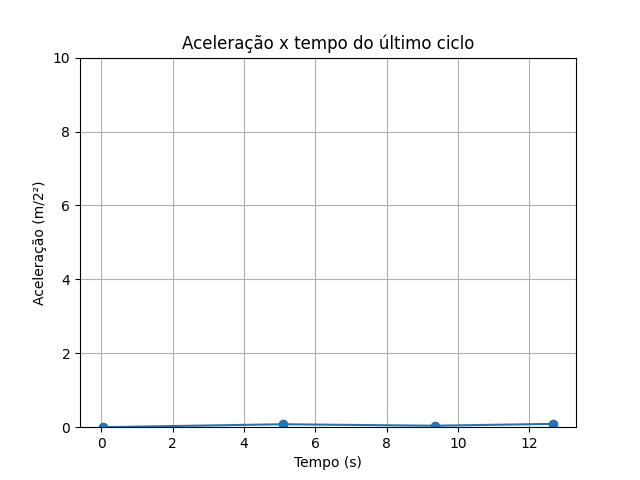 Aceleração x tempo do último ciclo
10
8
6
4
2
0
Aceleração (m/2²)
0 2 4 6 8 10 12
Tempo (s)